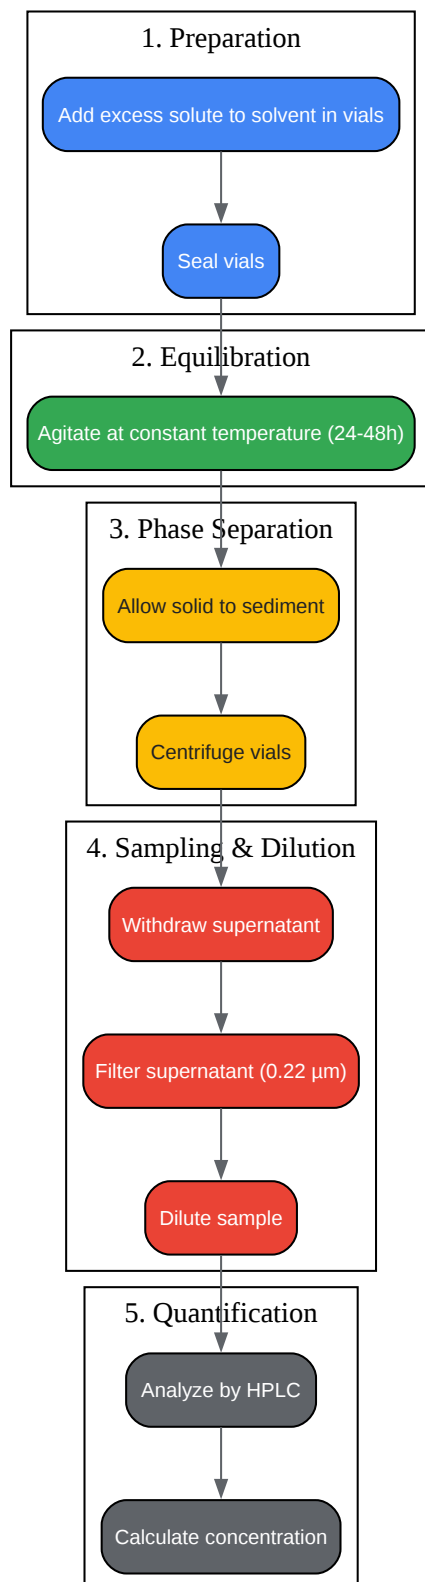 1. Preparation
Add excess solute to solvent in vials
Seal vials
2. Equilibration
Agitate at constant temperature (24-48h)
3. Phase Separation
Allow solid to sediment
Centrifuge vials
4. Sampling & Dilution
Withdraw supernatant
Filter supernatant (0.22 µm)
Dilute sample
5. Quantification
Analyze by HPLC
Calculate concentration